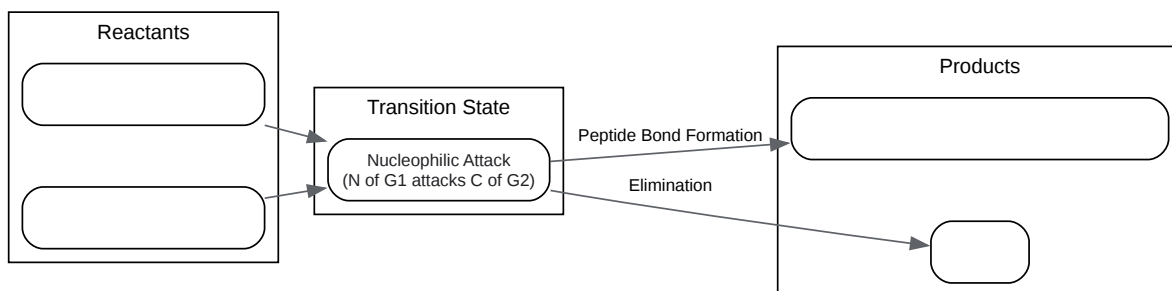 Reactants
Transition State
Nucleophilic Attack
(N of G1 attacks C of G2)
Peptide Bond Formation
Elimination
Products